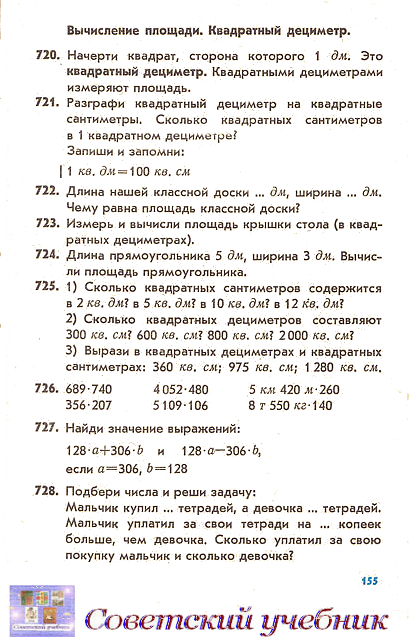 Вычисление площади. Квадратный дециметр.
720. Начерти квадрат, сторона которого 1 дм. Это
квадратный дециметр. Квадратными дециметрами
измеряют площадь.
721. Разграфи квадратный дециметр на квадратные
сантиметры. Сколько квадратных сантиметров
в 1 квадратном дециметре?
Запиши и запомни:
1 кв. дм=100 кв. см
722. Длина нашей классной доски ... дм, ширина ... дм.
Чему равна площадь классной доски?
723. Измерь и вычисли площадь крышки стола (в квад-
ратных дециметрах).
724. Длина прямоугольника 5 дм, ширина 3 дм. Вычис-
ли площадь прямоугольника.
725. 1) Сколько квадратных сантиметров содержится
в 2 кв. дм? в 5 кв. дм? в 10 кв. дм? в 12 кв. дм?
2) Сколько квадратных дециметров составляют
300 кв. см? 600 кв. см? 800 кв. см? 2000 кв. см?
3) Вырази в квадратных дециметрах и квадратных
сантиметрах: 360 кв. см; 975 кв. см; 1 280 кв. см.
726. 689·740 4 052·480 5 км 420 м·260
356·207 5 109·106 8 т 550 кг·140
727. Найди значение выражений:
128·a+306·b и 128·a—306·b,
если a=306, b=128
728. Подбери числа и реши задачу:
Мальчик купил ... тетрадей, а девочка ... тетрадей.
Мальчик уплатил за свои тетради на ... копеек
больше, чем девочка. Сколько уплатил за свою
покупку мальчик и сколько девочка?
155
Советский учебник
Советский учебник